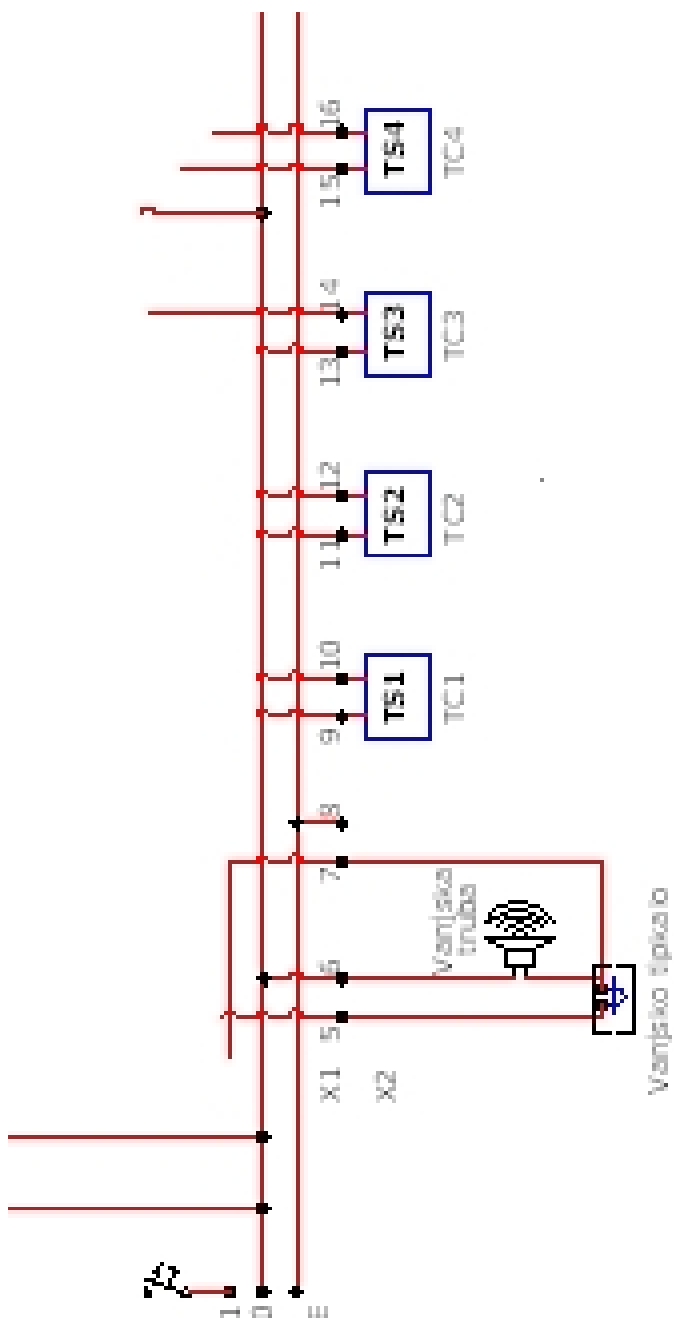 16
TS4
TC4
15
14
TS3
TC3
13
12
TS2
TC2
11
10
TS1
TC1
9
8
7
Vanjska
truba
6
5
Vanjsko tipkalo
X1
X2
1
0
E